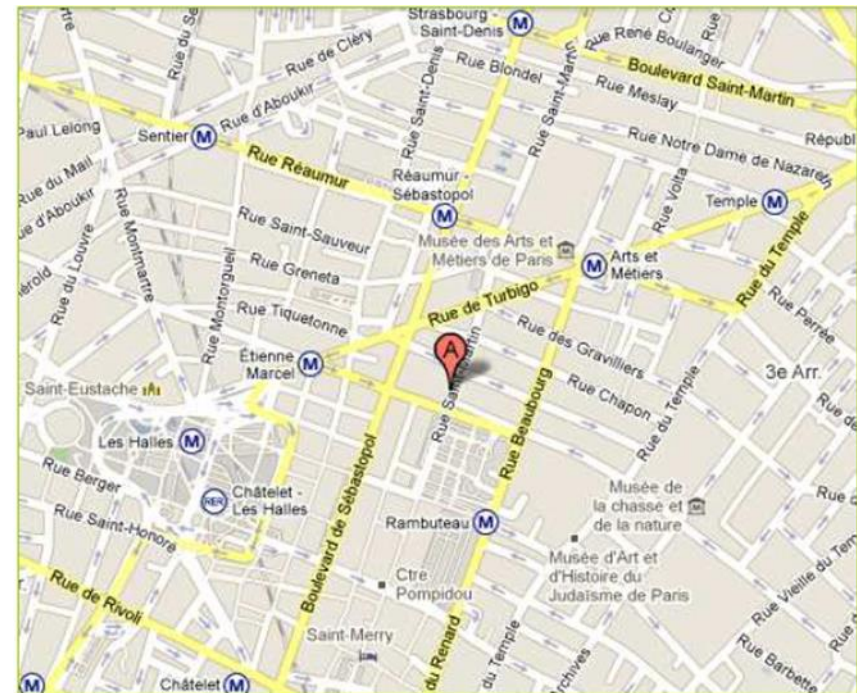 Strasbourg -
Saint-Denis
M
Rue René Boulanger
Rue de Cléry
Rue Blondel
Boulevard Saint-Martin
Rue Saint-Denis
Rue Saint-Martin
Rue Meslay
Paul Lelong
Sentier
M
Rue d'Aboukir
Rue Notre Dame de Nazareth
Républ
Rue du Mail
Rue Réaumur
Réaumur -
Sébastopol
M
Rue Volta
Temple
M
Rue Saint-Sauveur
Musée des Arts et
Métiers de Paris
Arts et
Métiers
M
Rue du Temple
Rue du Louvre
Rue Montmartre
Rue Montorgueil
Rue Greneta
Rue de Turbigo
Rue Perrée
Rue Tiquetonne
Rue des Gravilliers
A
Étienne
Marcel
M
3e Arr.
Saint-Eustache
Rue Chapon
Rue du Temple
Les Halles
M
Rue Beaubourg
Rue Berger
RER
Châtelet -
Les Halles
Boulevard de Sébastopol
Musée de
la chasse et
de la nature
Rue Saint-Honore
Rambuteau
M
Musée d'Art et
d'Histoire du
Judaïsme de Paris
Ctre
Pompidou
Rue de Rivoli
Rue Vieille du Tem
Saint-Merry
du Renard
du Temple
Archives
Rue Barbette
M
Châtelet
M